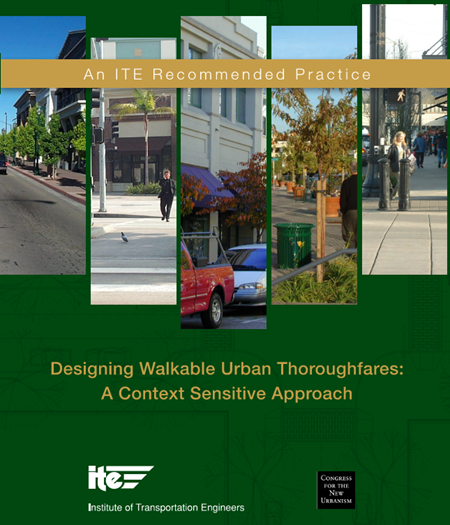 An ITE Recommended Practice
Designing Walkable Urban Thoroughfares:
A Context Sensitive Approach
ite
Institute of Transportation Engineers
CONGRESS
FOR THE
NEW
URBANISM